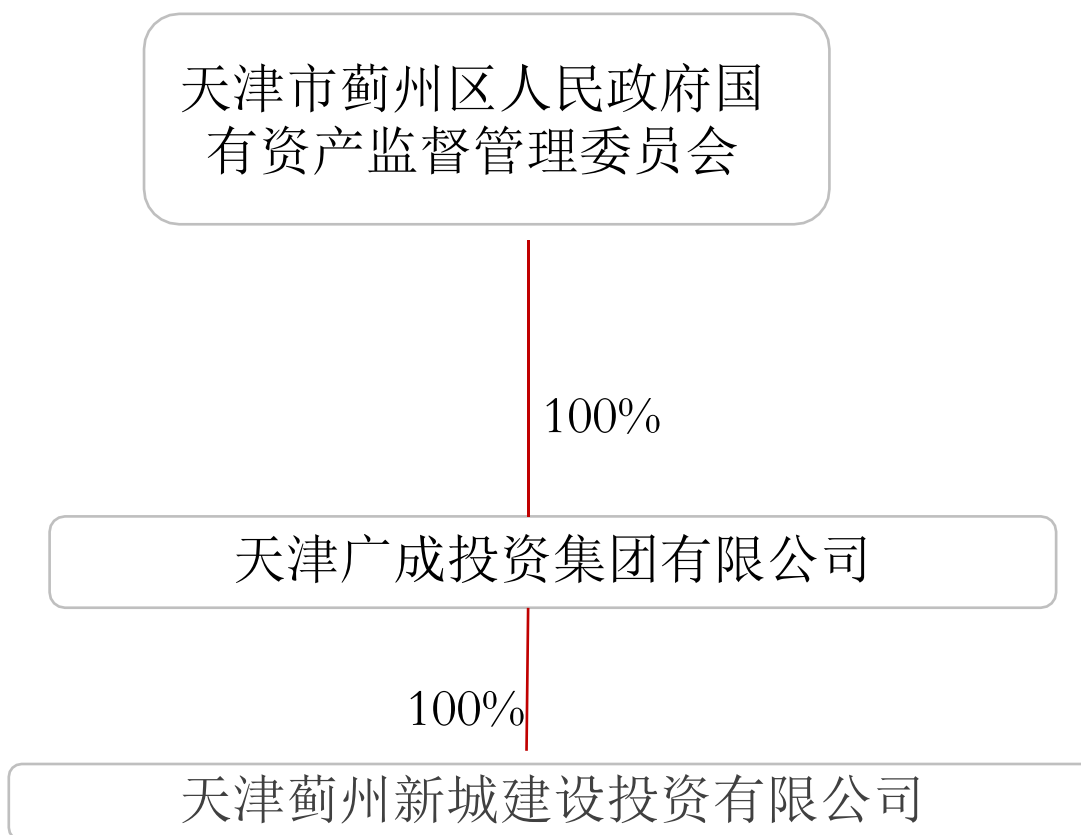 天津市蓟州区人民政府国
有资产监督管理委员会
100%
天津广成投资集团有限公司
100%
天津蓟州新城建设投资有限公司